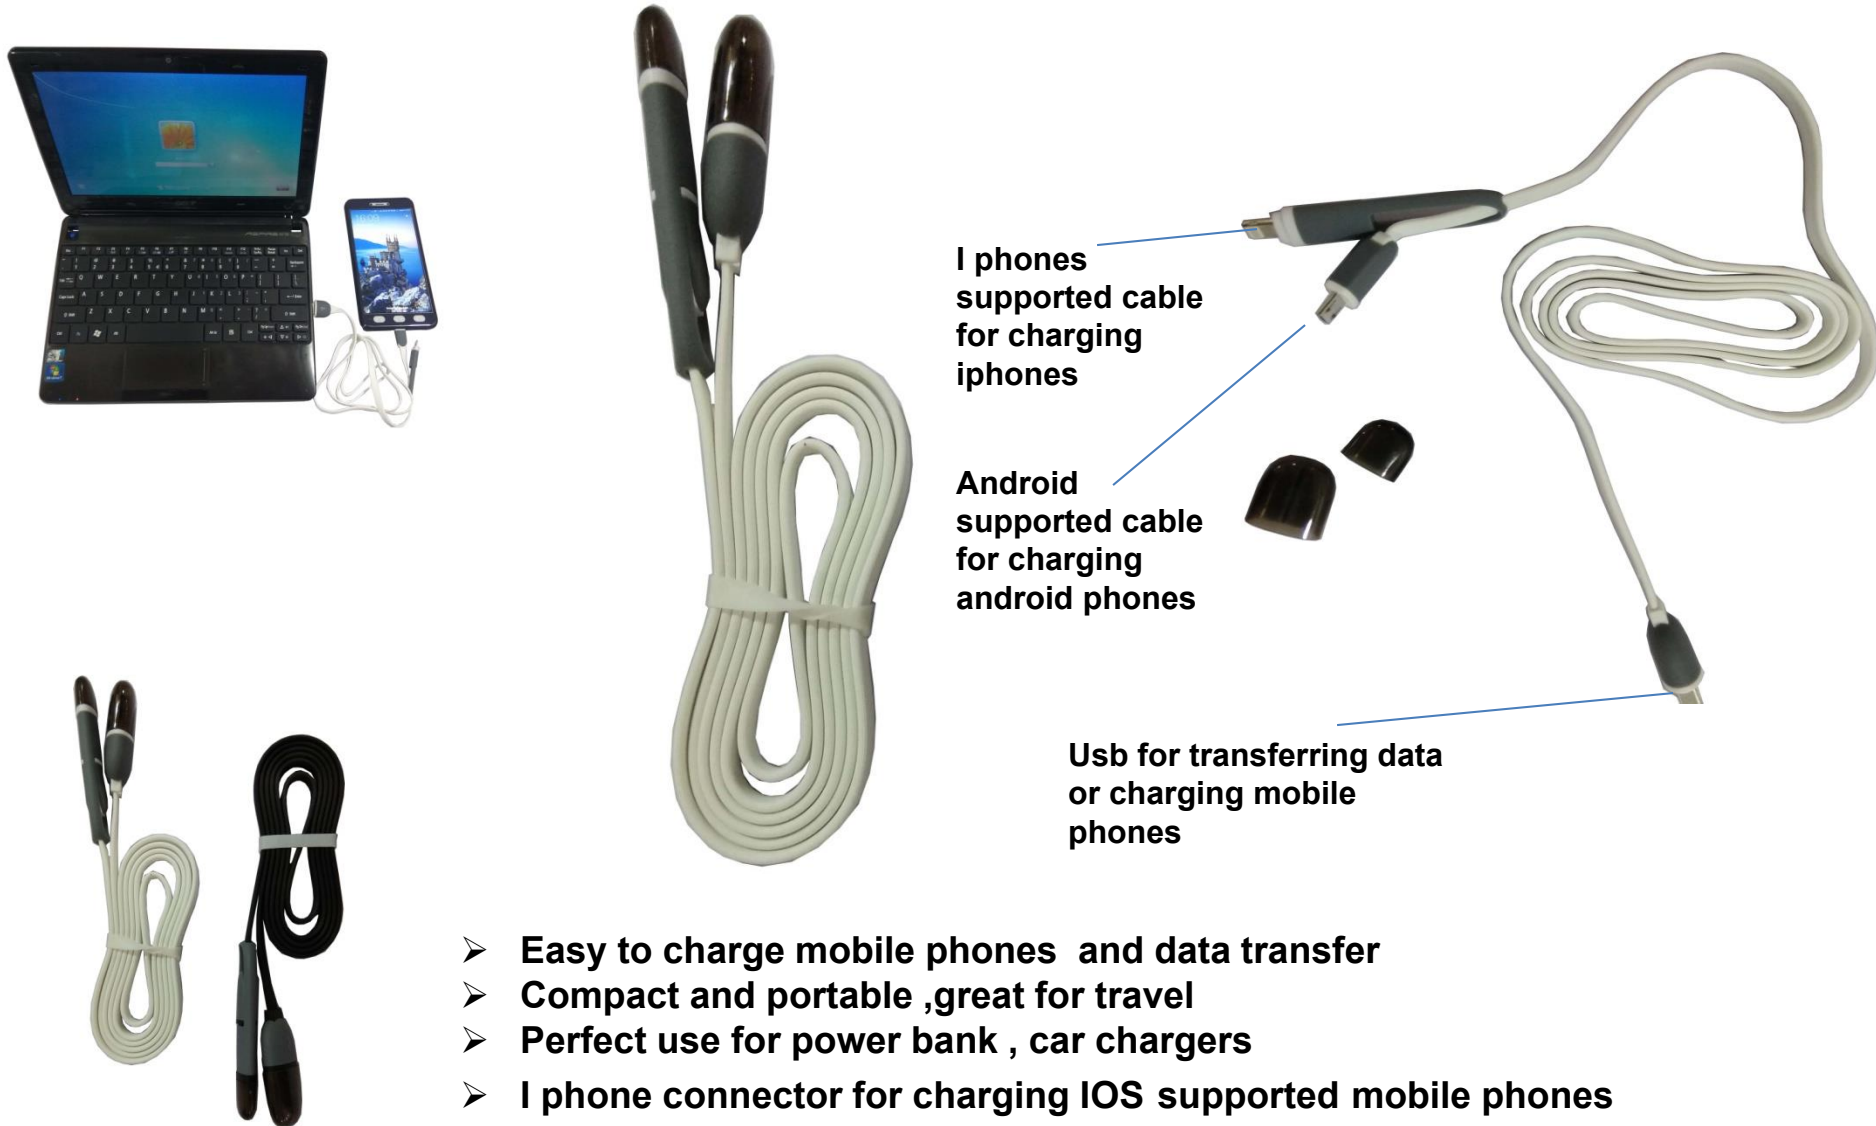 I phones
supported cable
for charging
iphones
Android
supported cable
for charging
android phones
Usb for transferring data
or charging mobile
phones
➢ Easy to charge mobile phones and data transfer
➢ Compact and portable ,great for travel
➢ Perfect use for power bank , car chargers
➢ I phone connector for charging IOS supported mobile phones